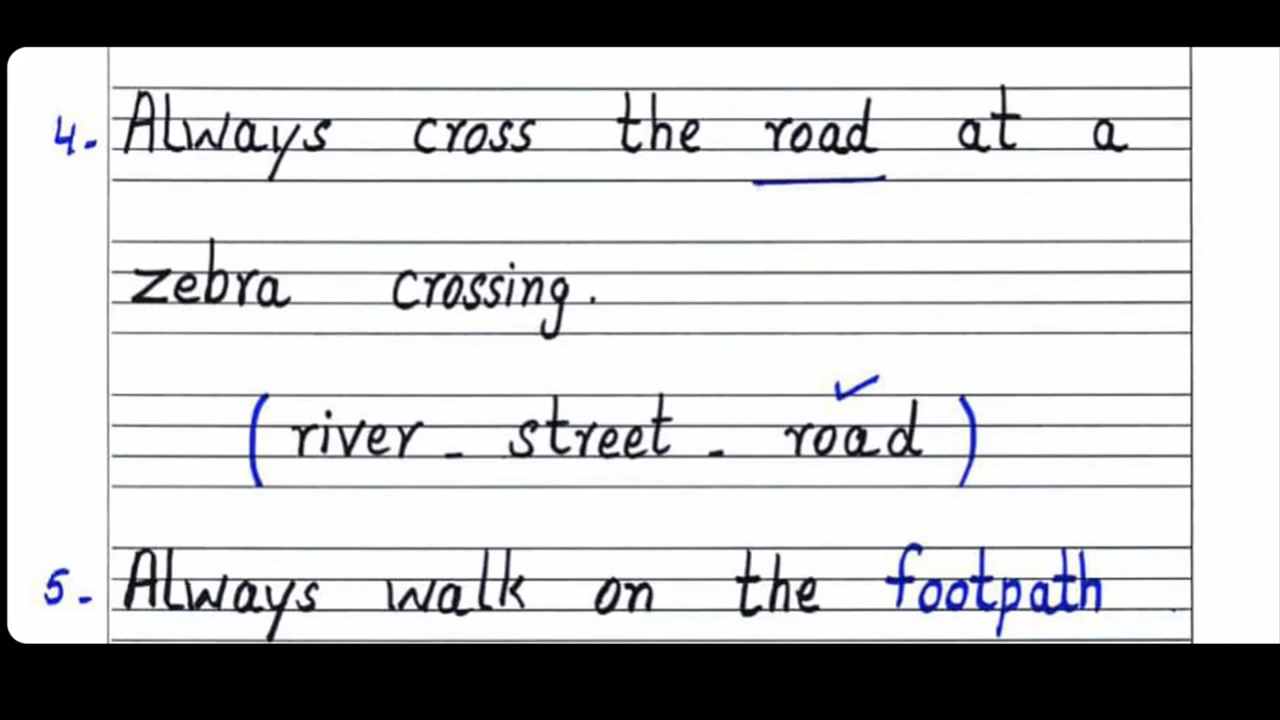 4. Always cross the road at a
zebra crossing.
(river - street - road)
5. Always walk on the footpath